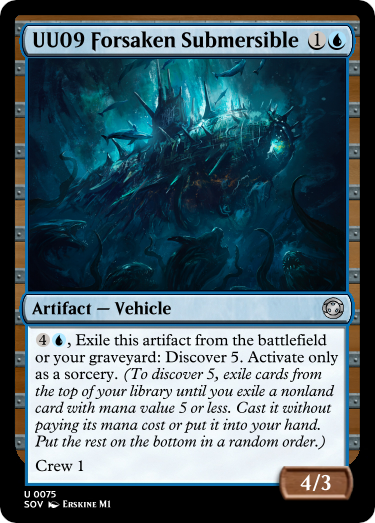 UU09 Forsaken Submersible 1
Artifact — Vehicle
4, Exile this artifact from the battlefield
or your graveyard: Discover 5. Activate only
as a sorcery. (To discover 5, exile cards from
the top of your library until you exile a nonland
card with mana value 5 or less. Cast it without
paying its mana cost or put it into your hand.
Put the rest on the bottom in a random order.)
Crew 1
4/3
U 0075
SOV Erskine M1